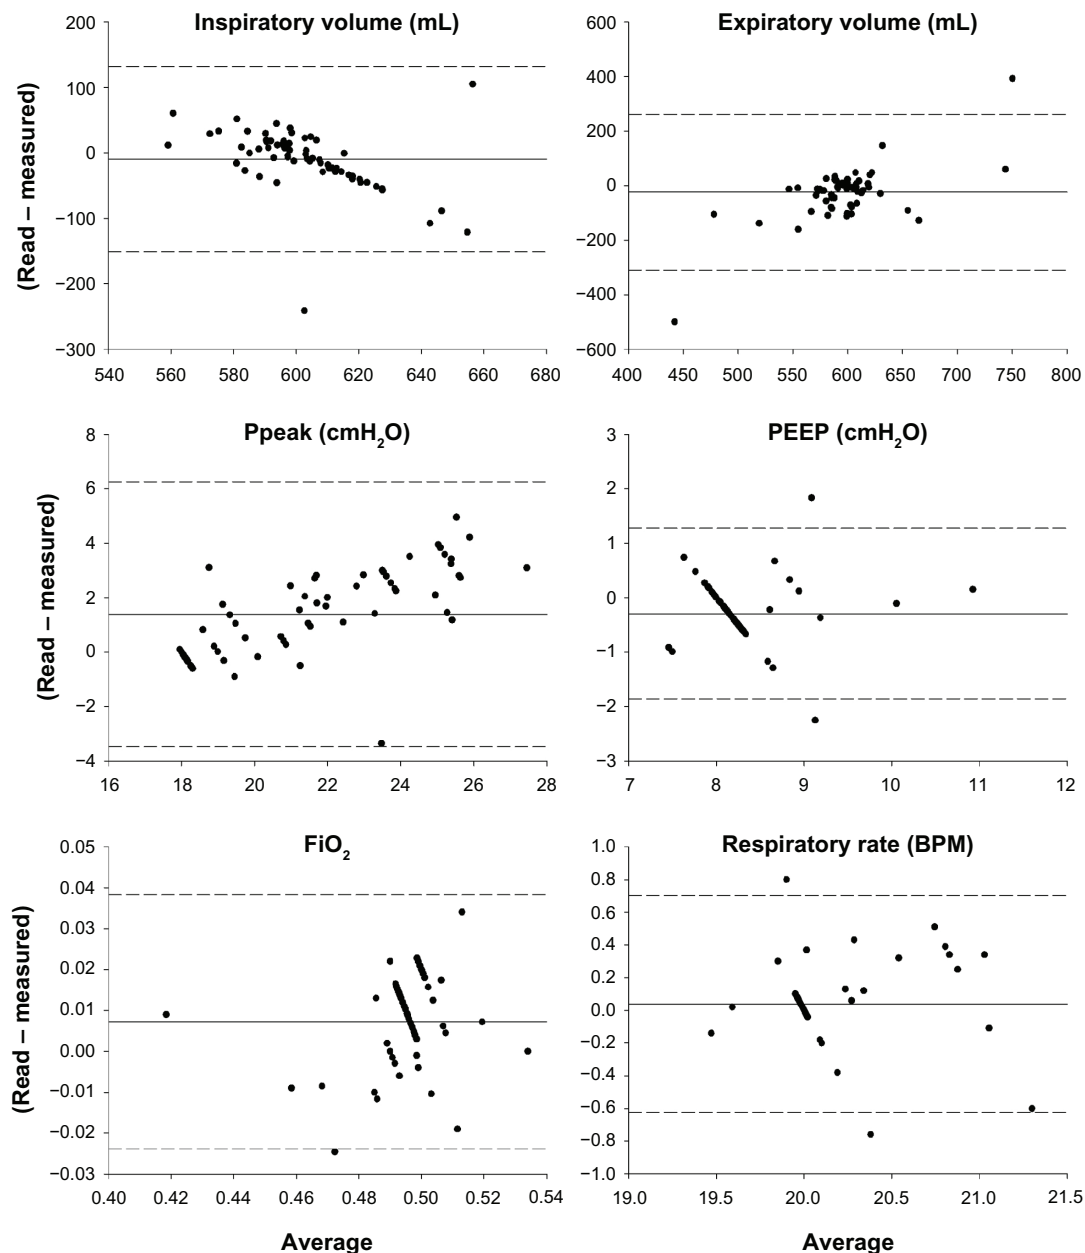 Inspiratory volume (mL)
200
100
0
−100
−200
−300
540 560 580 600 620 640 660 680
(Read – measured)
Expiratory volume (mL)
600
400
200
0
−200
−400
−600
400 450 500 550 600 650 700 750 800
Ppeak (cmH₂O)
8
6
4
2
0
−2
−4
16 18 20 22 24 26 28
(Read – measured)
PEEP (cmH₂O)
3
2
1
0
−1
−2
−3
7 8 9 10 11 12
FiO₂
0.05
0.04
0.03
0.02
0.01
0.00
−0.01
−0.02
−0.03
0.40 0.42 0.44 0.46 0.48 0.50 0.52 0.54
(Read – measured)
Average
Respiratory rate (BPM)
1.0
0.8
0.6
0.4
0.2
0.0
−0.2
−0.4
−0.6
−0.8
−1.0
19.0 19.5 20.0 20.5 21.0 21.5
Average